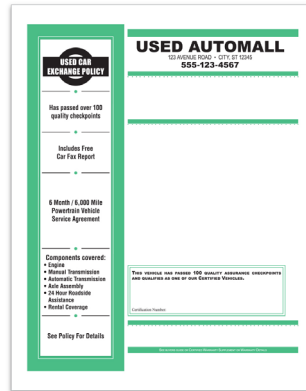 USED CAR
EXCHANGE POLICY
Has passed over 100
quality checkpoints
Includes Free
Car Fax Report
6 Month / 6,000 Mile
Powertrain Vehicle
Service Agreement
Components covered:
• Engine
• Manual Transmission
• Automatic Transmission
• Axle Assembly
• 24 Hour Roadside
Assistance
• Rental Coverage
See Policy For Details
USED AUTOMALL
123 AVENUE ROAD • CITY, ST 12345
555-123-4567
THIS VEHICLE HAS PASSED 100 QUALITY ASSURANCE CHECKPOINTS
AND QUALIFIES AS ONE OF OUR CERTIFIED VEHICLES.
Certification Number